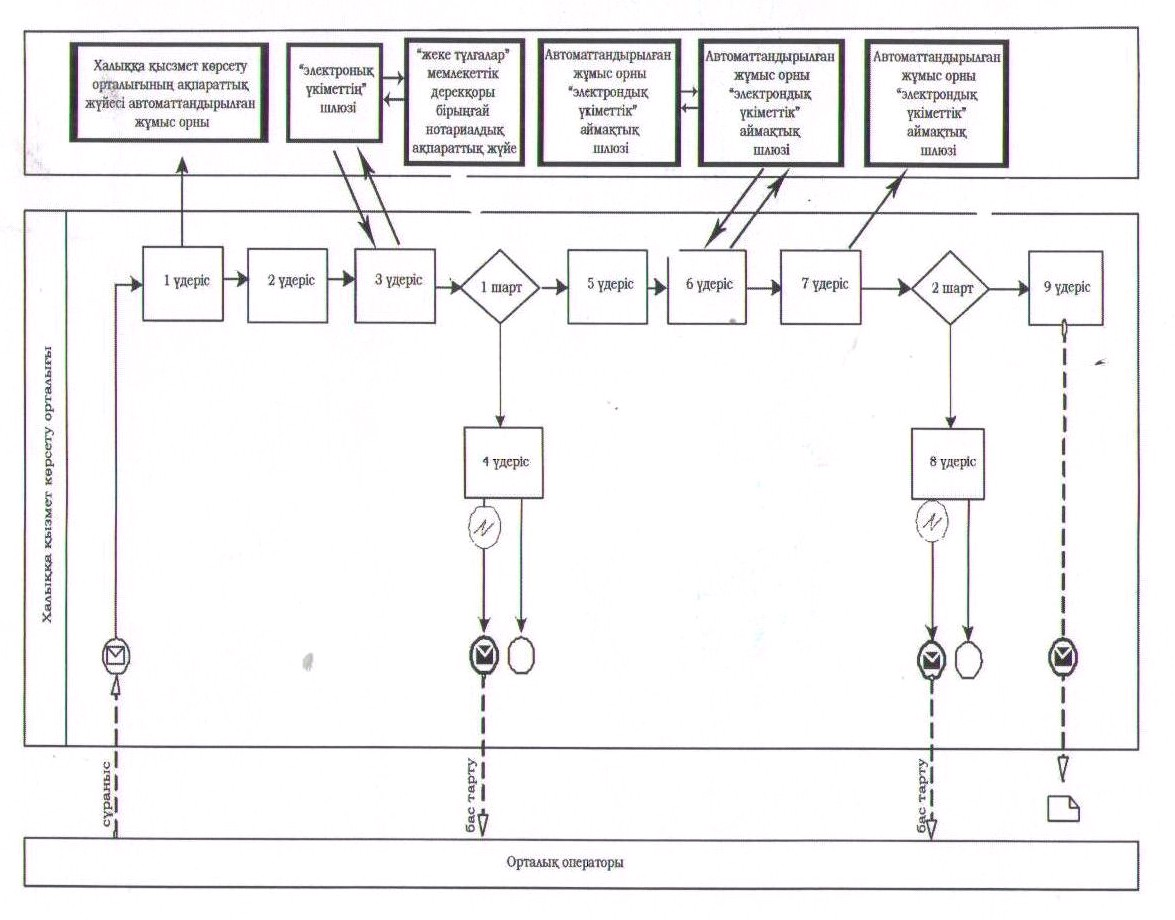 Халыққа қысзмет көрсету
орталығының ақпараттық
жүйесі автоматтандырылған
жұмыс орны
“электронық
үкіметтің”
шлюзі
“жеке тұлғалар”
мемлекеттік
дерекқоры
бірыңғай
нотариалдық
ақпараттық жүйе
Автоматтандырылған
жұмыс орны
“электрондық
үкіметтік”
аймақтық
шлюзі
Автоматтандырылған
жұмыс орны
“электрондық
үкіметтік”
аймақтық
шлюзі
Автоматтандырылған
жұмыс орны
“электрондық
үкіметтік”
аймақтық
шлюзі
Халыққа қызмет көрсету орталығы
1 үдеріс
2 үдеріс
3 үдеріс
1 шарт
5 үдеріс
6 үдеріс
7 үдеріс
2 шарт
9 үдеріс
4 үдеріс
8 үдеріс
N
N
сұраныс
бас тарту
бас тарту
Орталық операторы